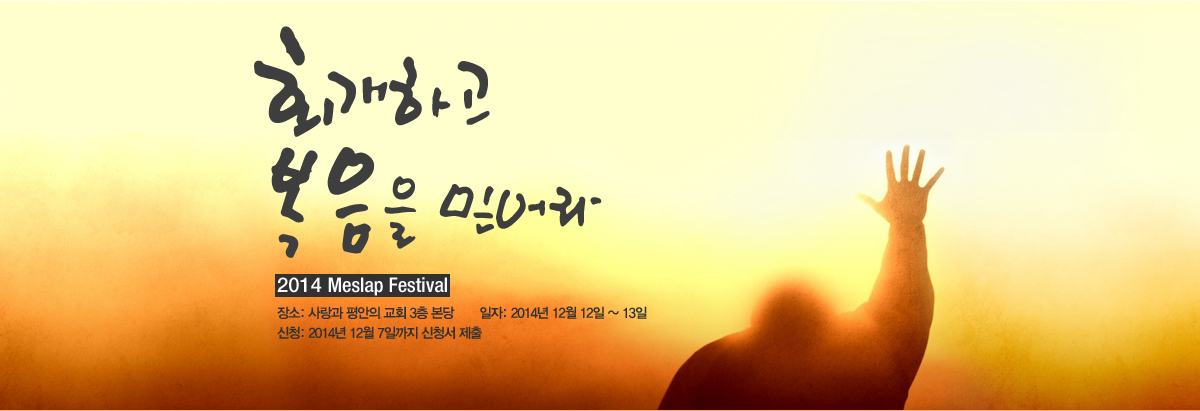 회개하고
복음을 믿어라
2014 Meslap Festival
장소: 사랑과 평안의 교회 3층 본당 일자: 2014년 12월 12일 ~ 13일
신청: 2014년 12월 7일까지 신청서 제출